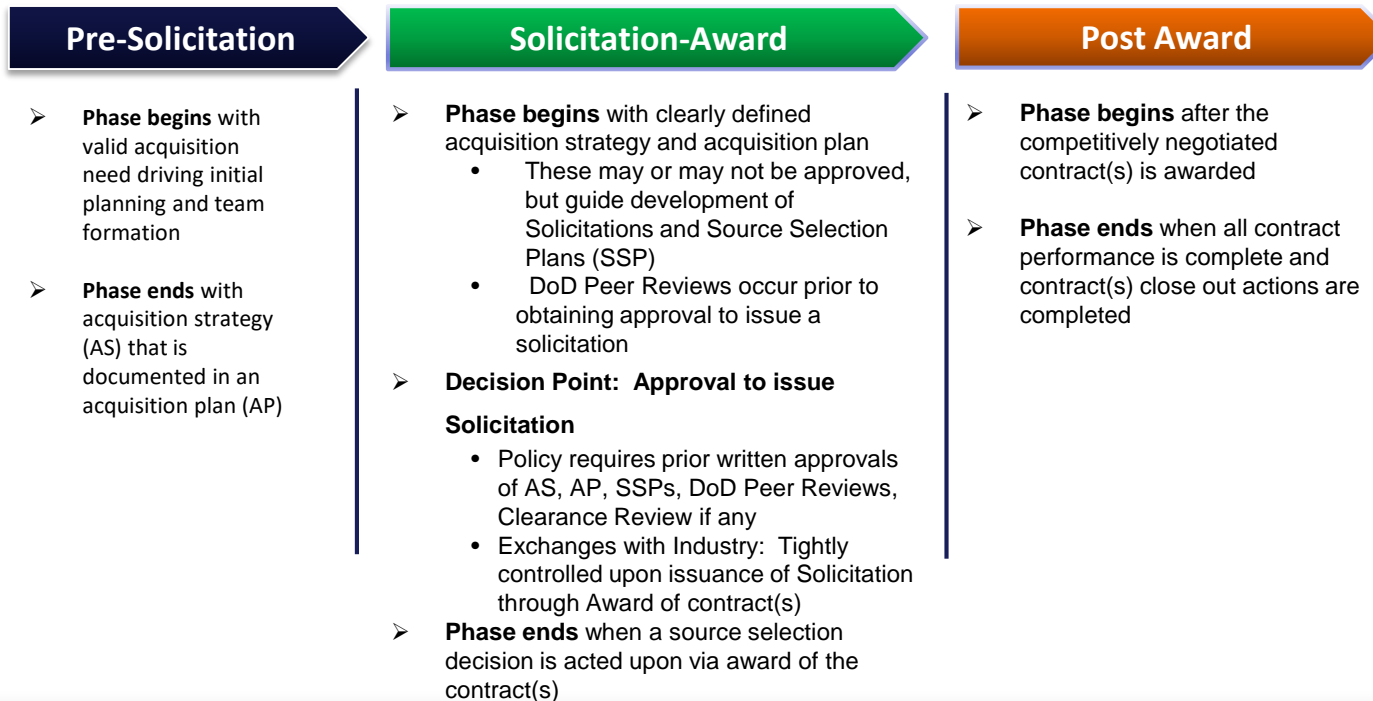 Pre-Solicitation
Solicitation-Award
Post Award
➢ Phase begins with
valid acquisition
need driving initial
planning and team
formation
➢ Phase ends with
acquisition strategy
(AS) that is
documented in an
acquisition plan (AP)
➢ Phase begins with clearly defined
acquisition strategy and acquisition plan
• These may or may not be approved,
but guide development of
Solicitations and Source Selection
Plans (SSP)
• DoD Peer Reviews occur prior to
obtaining approval to issue a
solicitation
➢ Decision Point: Approval to issue
Solicitation
• Policy requires prior written approvals
of AS, AP, SSPs, DoD Peer Reviews,
Clearance Review if any
• Exchanges with Industry: Tightly
controlled upon issuance of Solicitation
through Award of contract(s)
➢ Phase ends when a source selection
decision is acted upon via award of the
contract(s)
➢ Phase begins after the
competitively negotiated
contract(s) is awarded
➢ Phase ends when all contract
performance is complete and
contract(s) close out actions are
completed